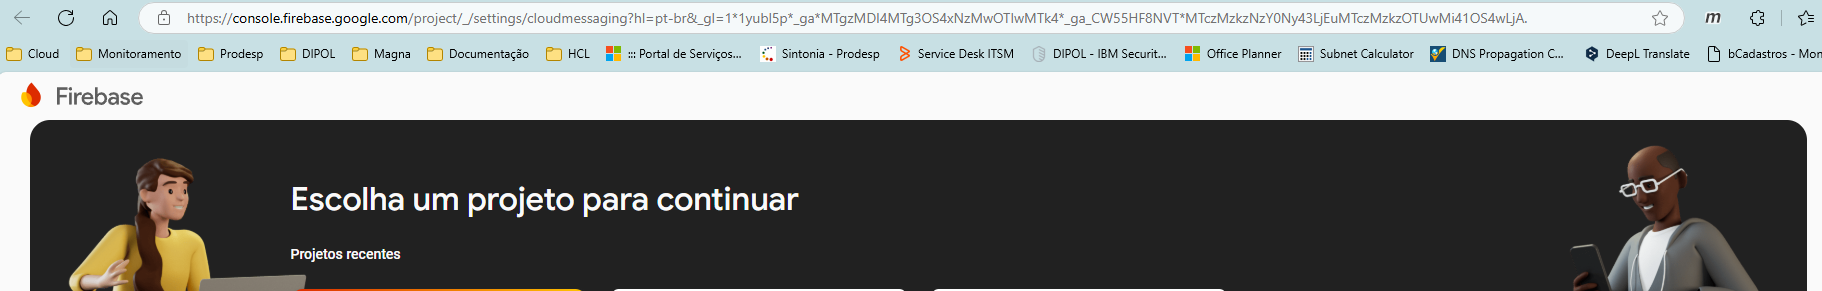 https://console.firebase.google.com/project/_/settings/cloudmessaging?hl=pt-br&_gl=1*1yubl5p*_ga*MTgzMDI4MTg3OS4xNzMwOTIwMTk4*_ga_CW55HF8NVT*MTczMzkzNzY0Ny43LjEuMTczMzkzOTUwMi41OS4wLjA.
Cloud Monitoramento Prodesp DIPOL Magna Documentação HCL ::: Portal de Serviços... Sintonia - Prodesp Service Desk ITSM DIPOL - IBM Securit... Office Planner Subnet Calculator DNS Propagation C... DeepL Translate bCadastros - Mon
Firebase
Escolha um projeto para continuar
Projetos recentes